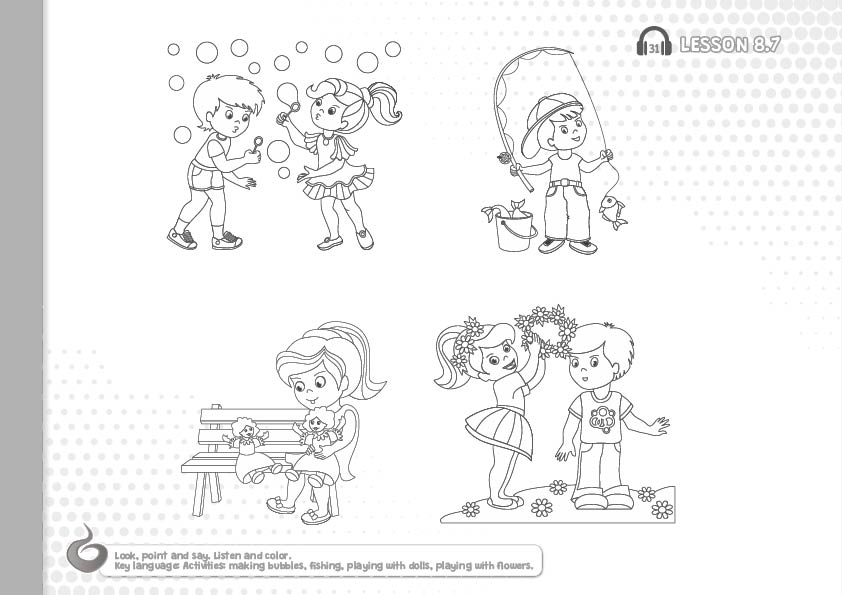 31 LESSON 8.7
Look, point and say. Listen and color.
Key language: Activities: making bubbles, fishing, playing with dolls, playing with flowers.